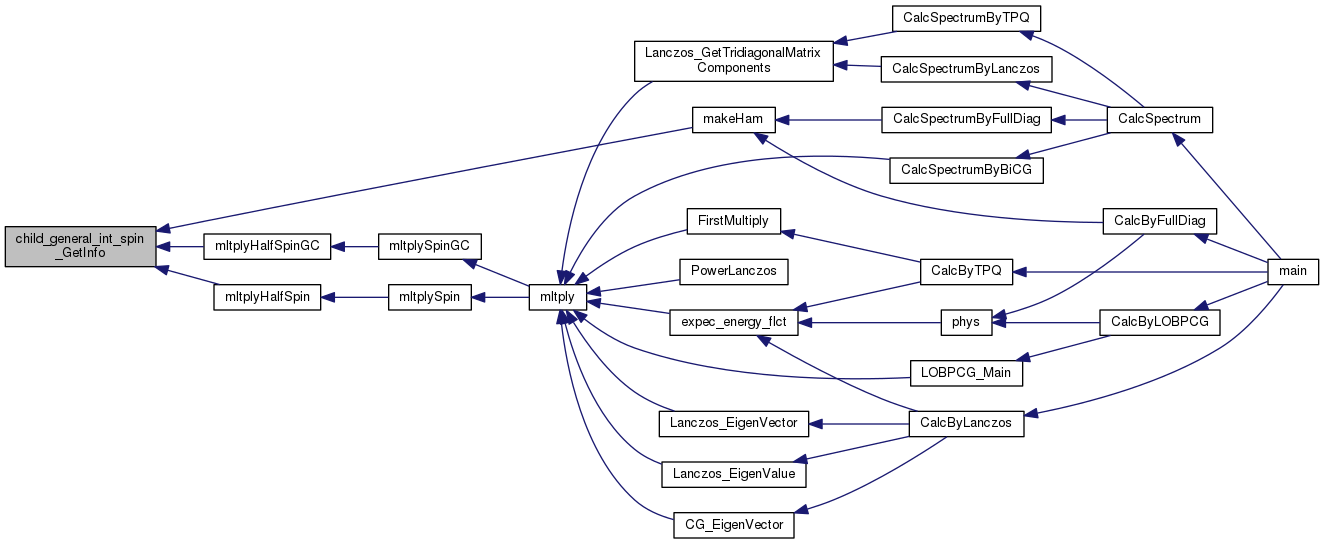 child_general_int_spin
_GetInfo
mltplyHalfSpinGC
mltplyHalfSpin
mltplySpinGC
mltplySpin
mltply
Lanczos_GetTridiagonalMatrix
Components
makeHam
FirstMultiply
PowerLanczos
expec_energy_flct
Lanczos_EigenVector
Lanczos_EigenValue
CG_EigenVector
CalcSpectrumByTPQ
CalcSpectrumByLanczos
CalcSpectrumByFullDiag
CalcSpectrumByBiCG
CalcByTPQ
phys
LOBPCG_Main
CalcByLanczos
CalcSpectrum
CalcByFullDiag
CalcByLOBPCG
main